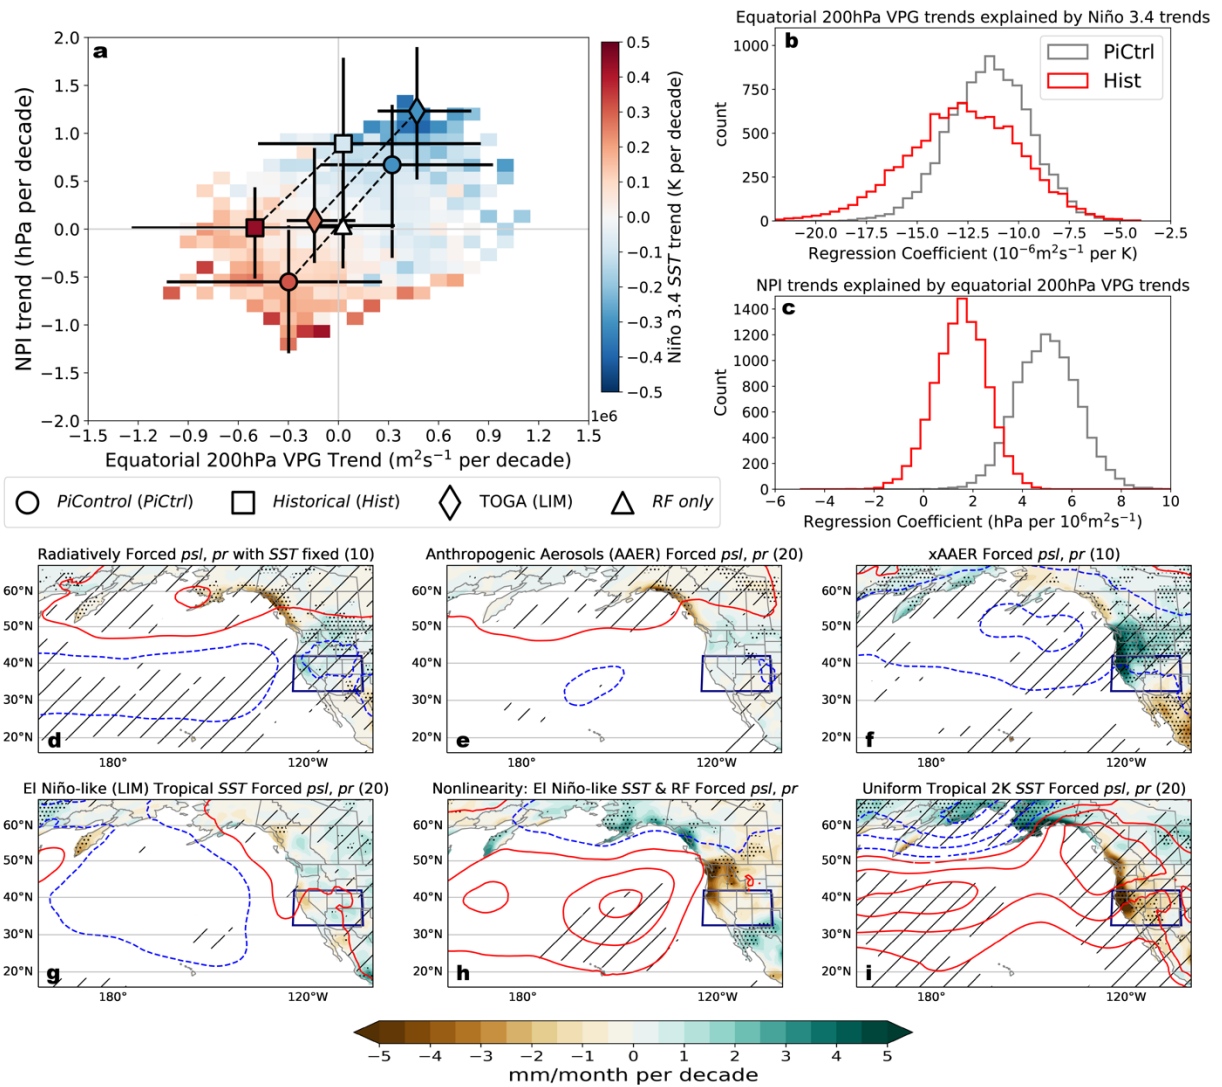 a
2.0
1.5
1.0
0.5
0.0
−0.5
−1.0
−1.5
−2.0
NPI trend (hPa per decade)
−1.5 −1.2 −0.9 −0.6 −0.3 0.0 0.3 0.6 0.9 1.2 1.5
1e6
Equatorial 200hPa VPG Trend (m²s⁻¹ per decade)
0.5
0.4
0.3
0.2
0.1
0.0
−0.1
−0.2
−0.3
−0.4
−0.5
Niño 3.4 SST trend (K per decade)
Equatorial 200hPa VPG trends explained by Niño 3.4 trends
b
PiCtrl
Hist
1000
750
500
250
0
count
−20.0 −17.5 −15.0 −12.5 −10.0 −7.5 −5.0 −2.5
Regression Coefficient (10⁻⁶m²s⁻¹ per K)
NPI trends explained by equatorial 200hPa VPG trends
c
1400
1200
1000
800
600
400
200
0
Count
−6 −4 −2 0 2 4 6 8 10
Regression Coefficient (hPa per 10⁶m²s⁻¹)
PiControl (PiCtrl) Historical (Hist) TOGA (LIM) RF only
Radiatively Forced psl, pr with SST fixed (10)
60°N
50°N
40°N
30°N
20°N
d
180° 120°W
Anthropogenic Aerosols (AAER) Forced psl, pr (20)
60°N
50°N
40°N
30°N
20°N
e
180° 120°W
xAAER Forced psl, pr (10)
60°N
50°N
40°N
30°N
20°N
f
180° 120°W
El Niño-like (LIM) Tropical SST Forced psl, pr (20)
60°N
50°N
40°N
30°N
20°N
g
180° 120°W
Nonlinearity: El Niño-like SST & RF Forced psl, pr
60°N
50°N
40°N
30°N
20°N
h
180° 120°W
Uniform Tropical 2K SST Forced psl, pr (20)
60°N
50°N
40°N
30°N
20°N
i
180° 120°W
−5 −4 −3 −2 −1 0 1 2 3 4 5
mm/month per decade